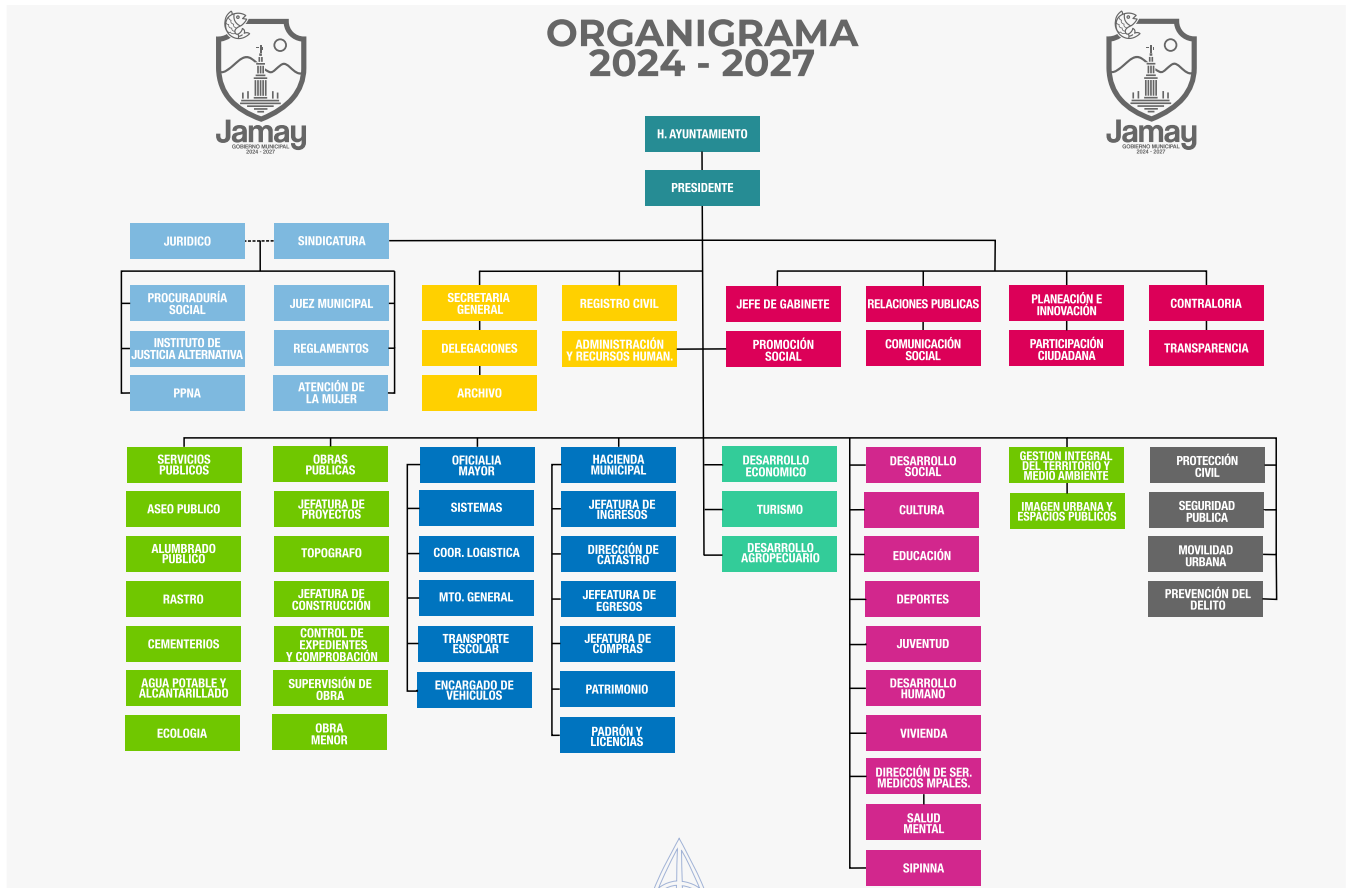 ORGANIGRAMA
2024 - 2027
Jamay
GOBIERNO MUNICIPAL
2024 - 2027
Jamay
GOBIERNO MUNICIPAL
2024 - 2027
H. AYUNTAMIENTO
PRESIDENTE
JURIDICO
SINDICATURA
PROCURADURÍA
SOCIAL
JUEZ MUNICIPAL
INSTITUTO DE
JUSTICIA ALTERNATIVA
REGLAMENTOS
PPNA
ATENCIÓN DE
LA MUJER
SECRETARIA
GENERAL
REGISTRO CIVIL
DELEGACIONES
ADMINISTRACIÓN
Y RECURSOS HUMAN.
ARCHIVO
JEFE DE GABINETE
RELACIONES PUBLICAS
PLANEACIÓN E
INNOVACIÓN
CONTRALORIA
PROMOCIÓN
SOCIAL
COMUNICACIÓN
SOCIAL
PARTICIPACIÓN
CIUDADANA
TRANSPARENCIA
SERVICIOS
PUBLICOS
ASEO PUBLICO
ALUMBRADO
PUBLICO
RASTRO
CEMENTERIOS
AGUA POTABLE Y
ALCANTARILLADO
ECOLOGIA
OBRAS
PUBLICAS
JEFATURA DE
PROYECTOS
TOPOGRAFO
JEFATURA DE
CONSTRUCCIÓN
CONTROL DE
EXPEDIENTES
Y COMPROBACIÓN
SUPERVISIÓN DE
OBRA
OBRA
MENOR
OFICIALIA
MAYOR
SISTEMAS
COOR. LOGISTICA
MTO. GENERAL
TRANSPORTE
ESCOLAR
ENCARGADO DE
VEHICULOS
HACIENDA
MUNICIPAL
JEFATURA DE
INGRESOS
DIRECCIÓN DE
CATASTRO
JEFEATURA DE
EGRESOS
JEFATURA DE
COMPRAS
PATRIMONIO
PADRÓN Y
LICENCIAS
DESARROLLO
ECONOMICO
TURISMO
DESARROLLO
AGROPECUARIO
DESARROLLO
SOCIAL
CULTURA
EDUCACIÓN
DEPORTES
JUVENTUD
DESARROLLO
HUMANO
VIVIENDA
DIRECCIÓN DE SER.
MEDICOS MPALES.
SALUD
MENTAL
SIPINNA
GESTION INTEGRAL
DEL TERRITORIO Y
MEDIO AMBIENTE
IMAGEN URBANA Y
ESPACIOS PUBLICOS
PROTECCIÓN
CIVIL
SEGURIDAD
PUBLICA
MOVILIDAD
URBANA
PREVENCIÓN DEL
DELITO